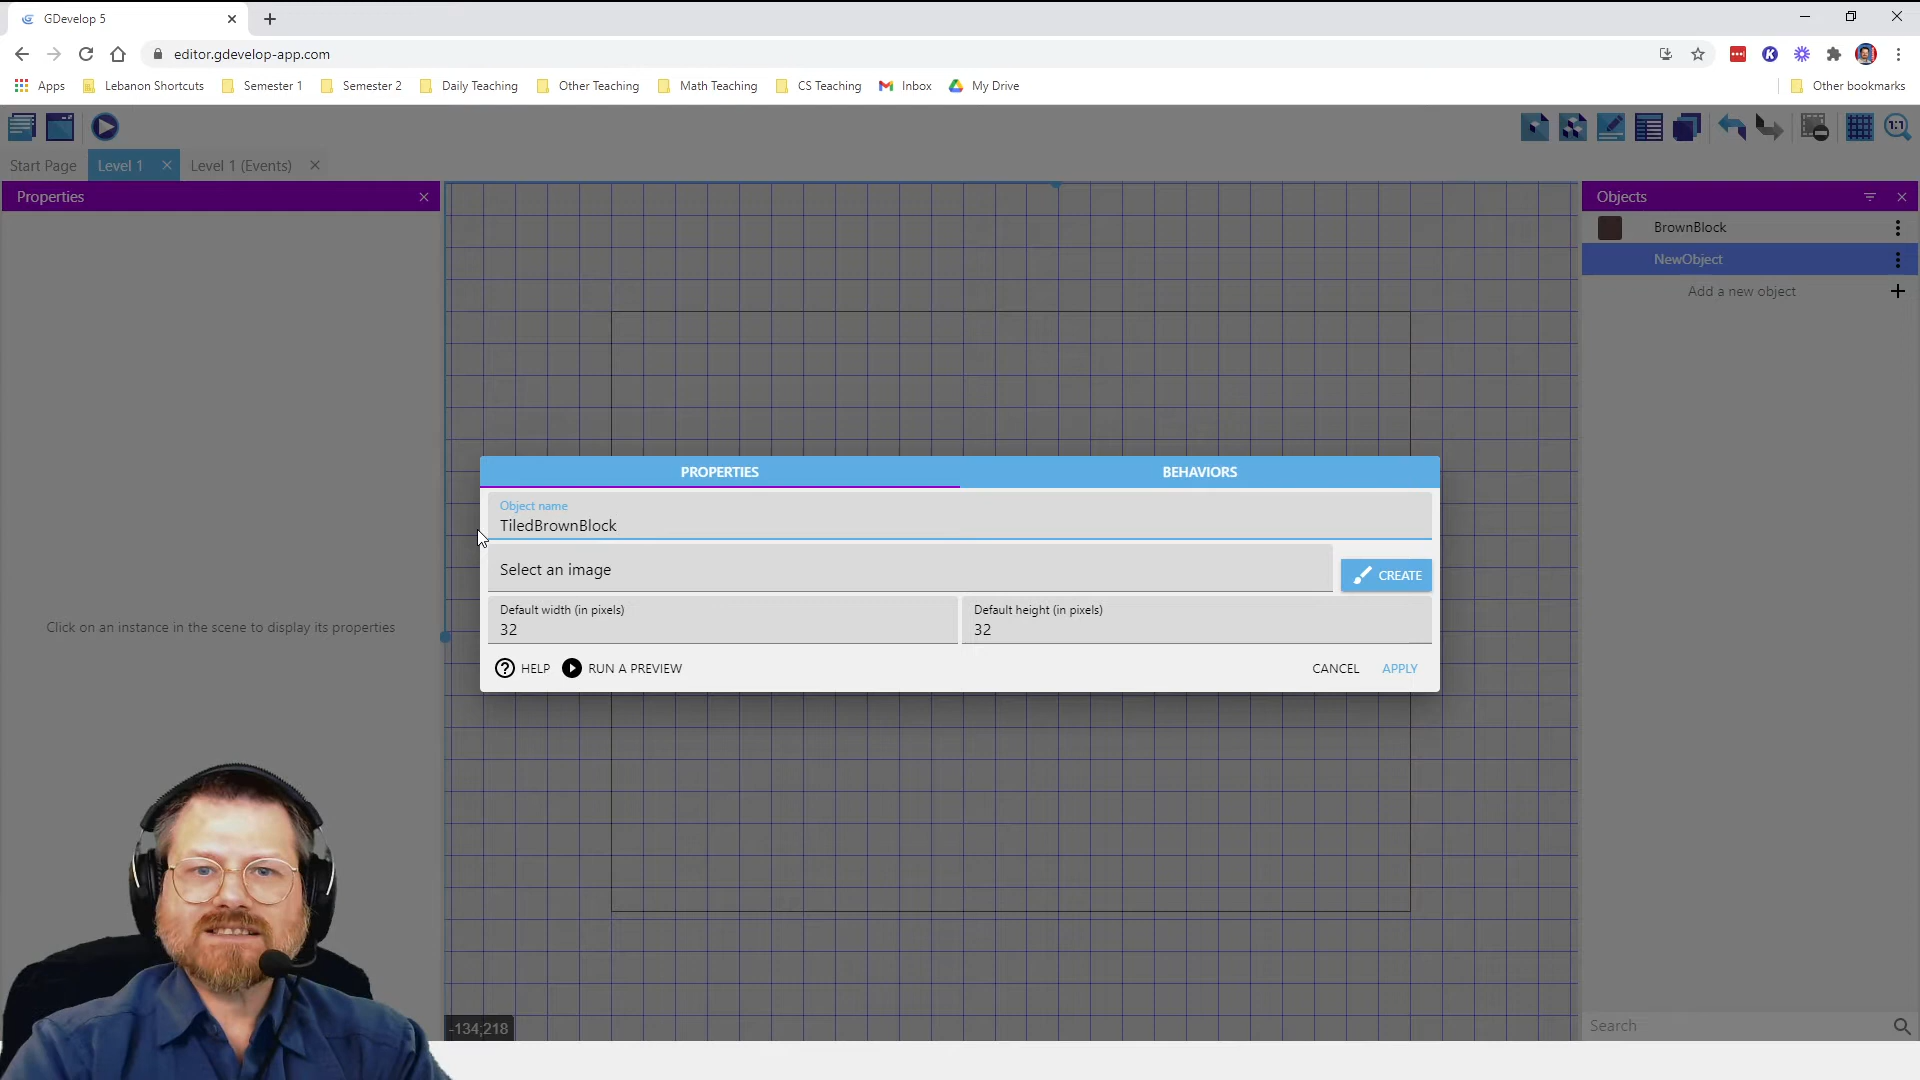 GDevelop 5
editor.gdevelop-app.com
Apps
Lebanon Shortcuts
Semester 1
Semester 2
Daily Teaching
Other Teaching
Math Teaching
CS Teaching
Inbox
My Drive
Other bookmarks
1:1
Start Page
Level 1
Level 1 (Events)
Properties
Objects
BrownBlock
NewObject
Add a new object
PROPERTIES
BEHAVIORS
Object name
TiledBrownBlock
Select an image
CREATE
Default width (in pixels)
32
Default height (in pixels)
32
Click on an instance in the scene to display its properties
HELP
RUN A PREVIEW
CANCEL
APPLY
-134;218
Search